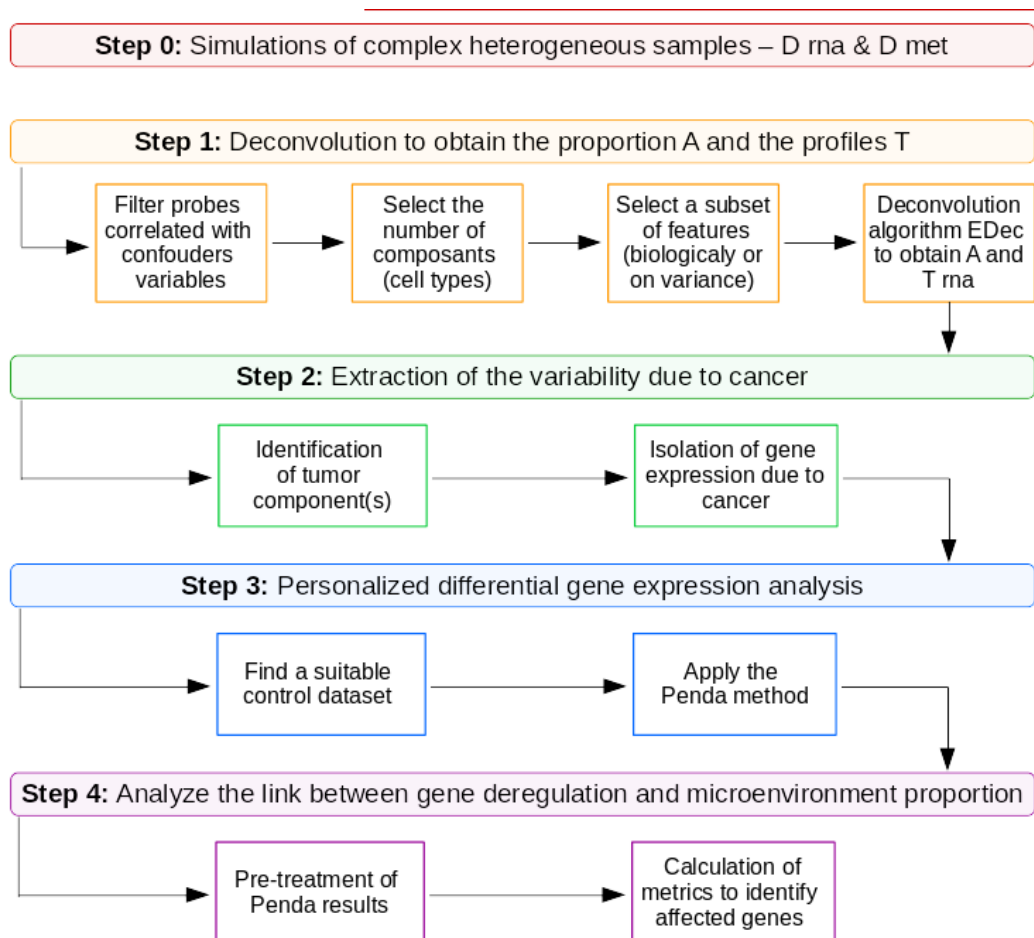 Step 0: Simulations of complex heterogeneous samples – D rna & D met
Step 1: Deconvolution to obtain the proportion A and the profiles T
Filter probes
correlated with
confouders
variables
Select the
number of
composants
(cell types)
Select a subset
of features
(biologicaly or
on variance)
Deconvolution
algorithm EDec
to obtain A and
T rna
Step 2: Extraction of the variability due to cancer
Identification
of tumor
component(s)
Isolation of gene
expression due to
cancer
Step 3: Personalized differential gene expression analysis
Find a suitable
control dataset
Apply the
Penda method
Step 4: Analyze the link between gene deregulation and microenvironment proportion
Pre-treatment of
Penda results
Calculation of
metrics to identify
affected genes